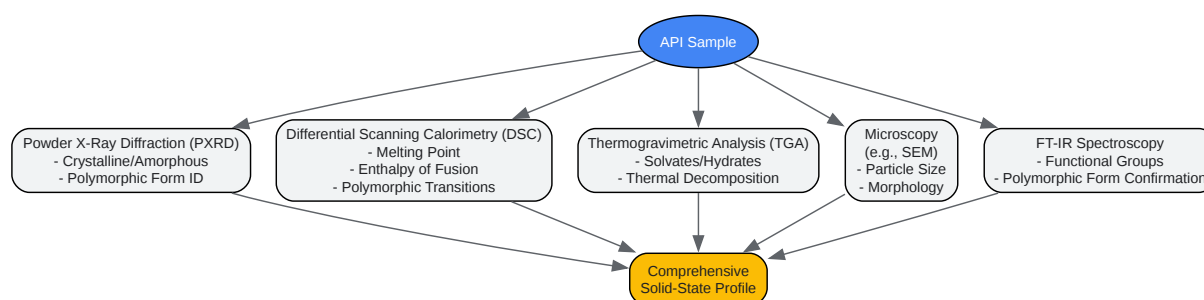 API Sample
Powder X-Ray Diffraction (PXRD)
- Crystalline/Amorphous
- Polymorphic Form ID
Differential Scanning Calorimetry (DSC)
- Melting Point
- Enthalpy of Fusion
- Polymorphic Transitions
Thermogravimetric Analysis (TGA)
- Solvates/Hydrates
- Thermal Decomposition
Microscopy
(e.g., SEM)
- Particle Size
- Morphology
FT-IR Spectroscopy
- Functional Groups
- Polymorphic Form Confirmation
Comprehensive
Solid-State Profile